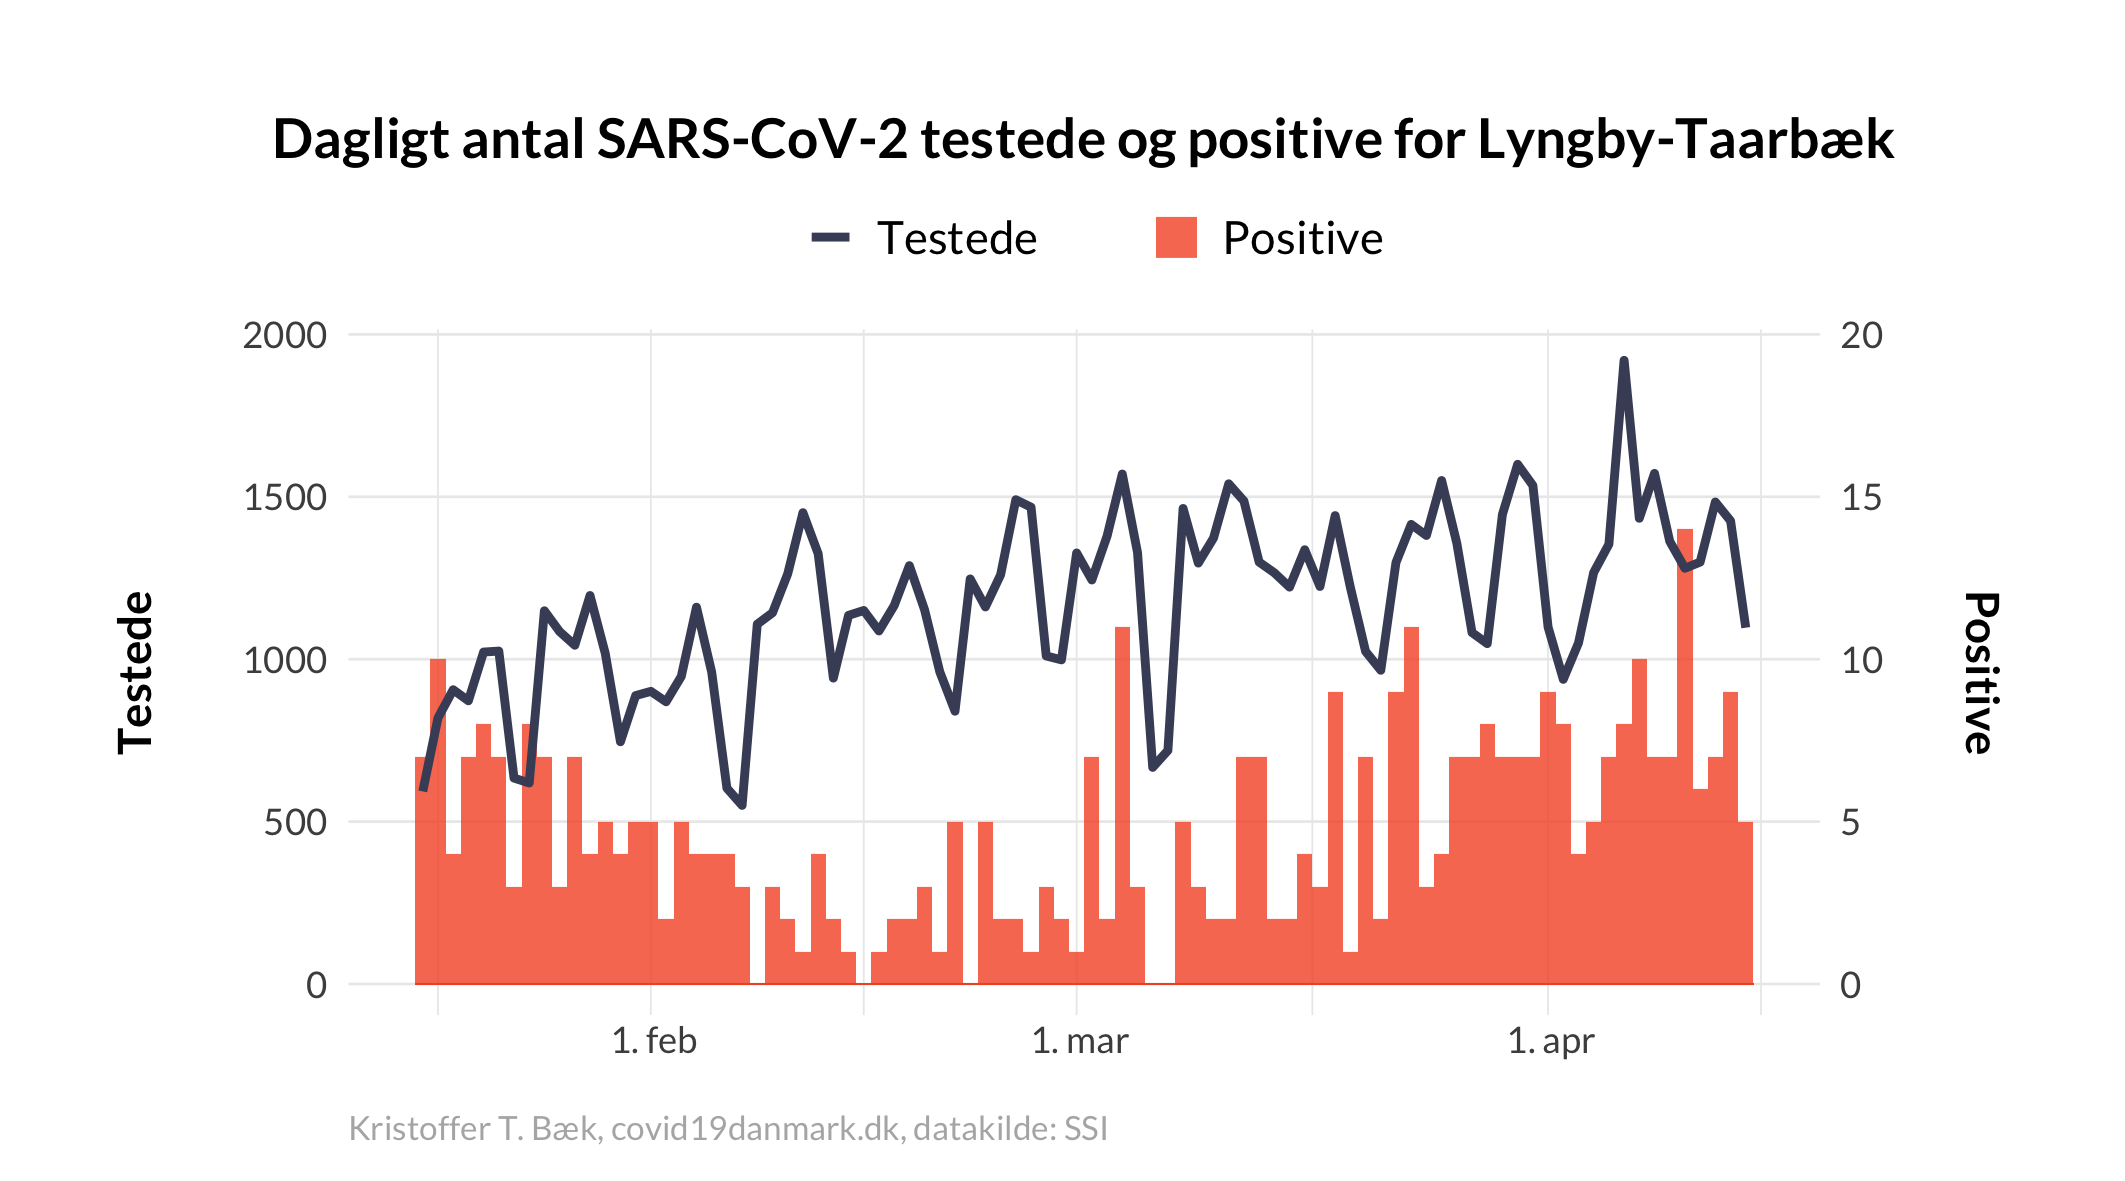 Dagligt antal SARS-CoV-2 testede og positive for Lyngby-Taarbæk
Testede Positive
2000 20
1500 15
1000 10
500 5
0 0
Testede
Positive
1. feb 1. mar 1. apr
Kristoffer T. Bæk, covid19danmark.dk, datakilde: SSI